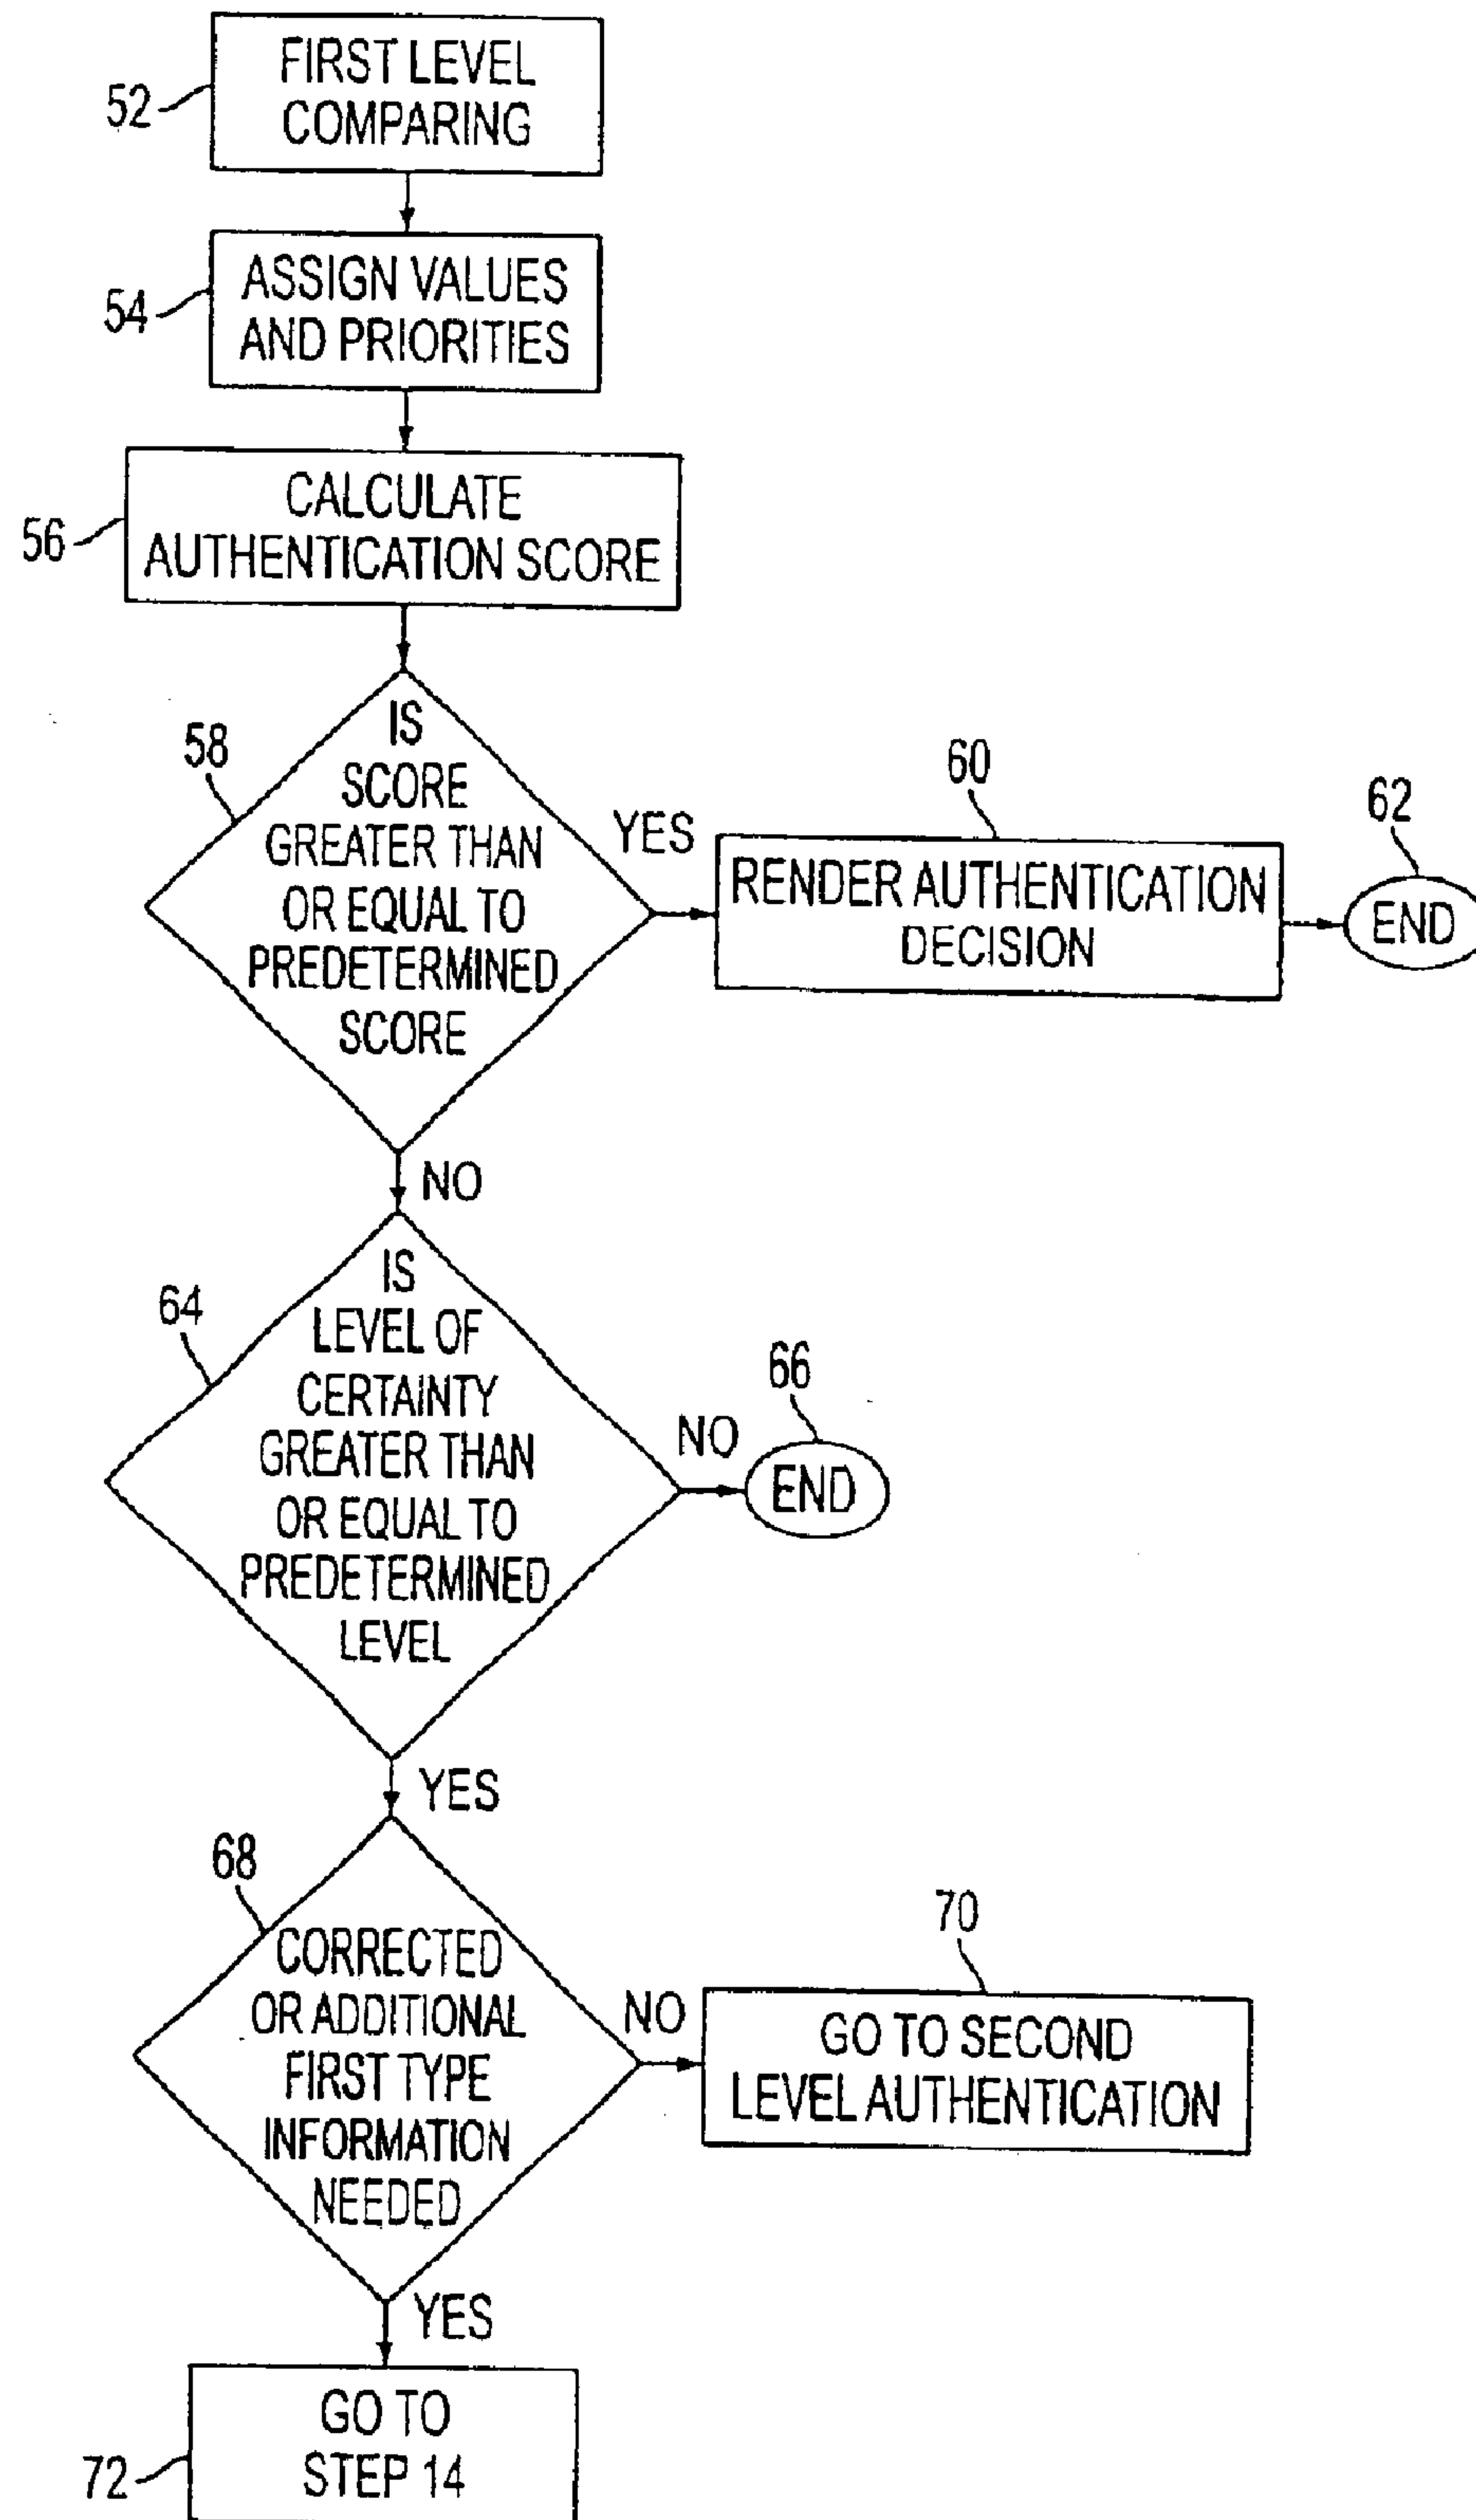 FIRST LEVEL
COMPARING
52
ASSIGN VALUES
AND PRIORITIES
54
CALCULATE
AUTHENTICATION SCORE
56
58
IS
SCORE
GREATER THAN
OR EQUAL TO
PREDETERMINED
SCORE
YES
60
RENDER AUTHENTICATION
DECISION
62
END
NO
64
IS
LEVEL OF
CERTAINTY
GREATER THAN
OR EQUAL TO
PREDETERMINED
LEVEL
NO
66
END
YES
68
CORRECTED
OR ADDITIONAL
FIRST TYPE
INFORMATION
NEEDED
NO
70
GO TO SECOND
LEVEL AUTHENTICATION
YES
GO TO
STEP 14
72